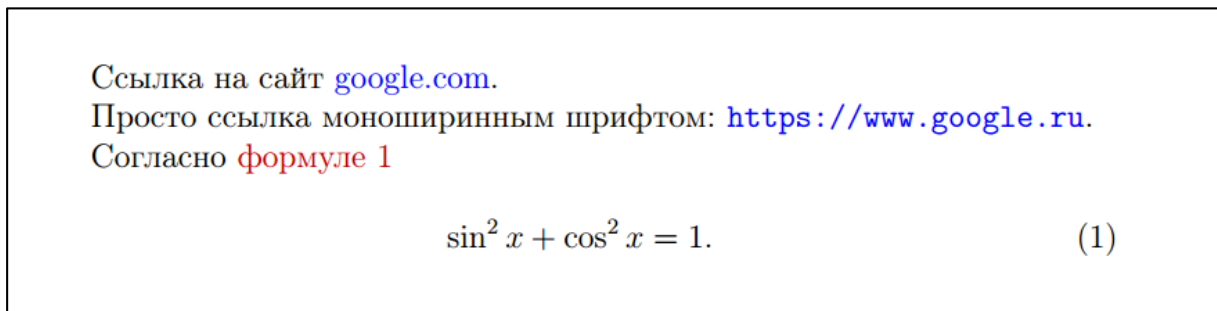 Ссылка на сайт google.com.
Просто ссылка моноширинным шрифтом: https://www.google.ru.
Согласно формуле 1
sin² x + cos² x = 1. (1)